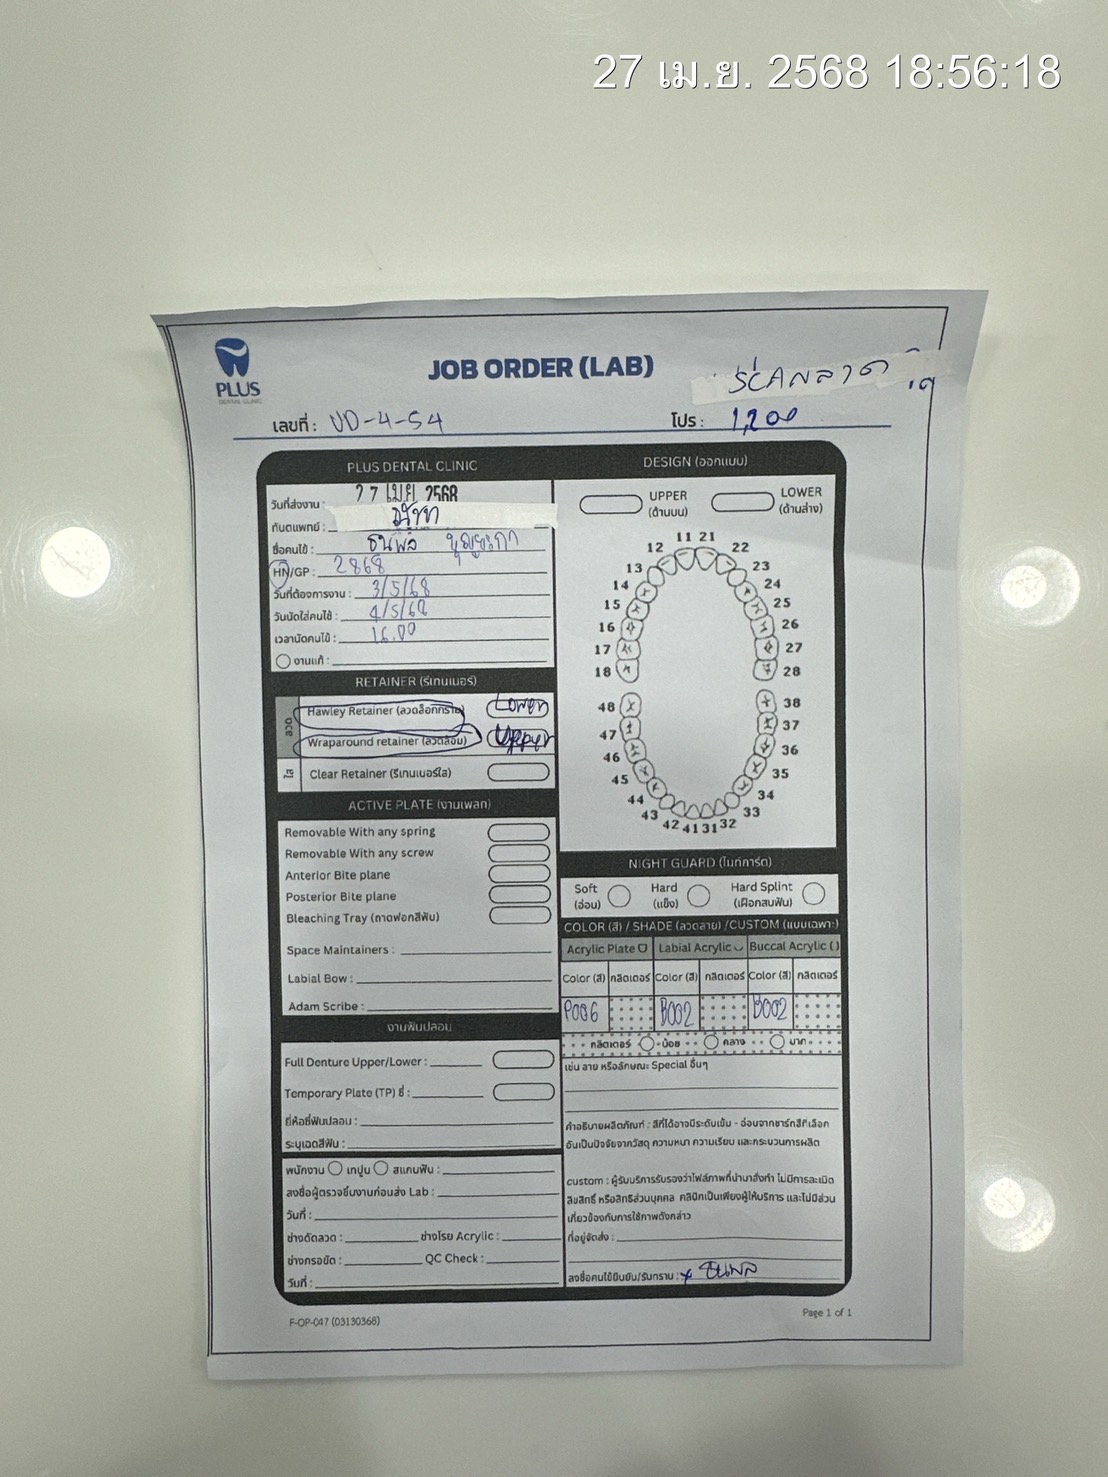 27 เม.ย. 2568 18:56:18
PLUS
DENTAL CLINIC
JOB ORDER (LAB)
SCANลาด
เลขที่ : UD-4-54
โปร : 1,200
PLUS DENTAL CLINIC
วันที่ส่งงาน : 27 เม.ย. 2568
ทันตแพทย์ :
ชื่อคนไข้ : ธนพล
HN/GP : 2868
วันที่ต้องการงาน : 3/5/68
วันนัดใส่คนไข้ : 4/5/68
เวลานัดคนไข้ : 16.00
งานแก้ :
RETAINER (รีเทนเนอร์)
ลวด
Hawley Retainer (ลวดล็อกกราม) Lower
Wraparound retainer (ลวดล้อม) Upper
ใส
Clear Retainer (รีเทนเนอร์ใส)
ACTIVE PLATE (งานเพลท)
Removable With any spring
Removable With any screw
Anterior Bite plane
Posterior Bite plane
Bleaching Tray (ถาดฟอกสีฟัน)
Space Maintainers :
Labial Bow :
Adam Scribe :
งานฟันปลอม
Full Denture Upper/Lower :
Temporary Plate (TP) ซี่ :
ยี่ห้อซี่ฟันปลอม :
ระบุเฉดสีฟัน :
พนักงาน เทปูน สแกนฟัน :
ลงชื่อผู้ตรวจชิ้นงานก่อนส่ง Lab :
วันที่ :
ช่างดัดลวด : ช่างโรย Acrylic :
ช่างกรอขัด : QC Check :
วันที่ :
DESIGN (ออกแบบ)
UPPER (ด้านบน)
LOWER (ด้านล่าง)
11 21
12 22
13 23
14 24
15 25
16 26
17 27
18 28
48 38
47 37
46 36
45 35
44 34
43 33
42 41 31 32
NIGHT GUARD (ไนท์การ์ด)
Soft (อ่อน) Hard (แข็ง) Hard Splint (เฝือกสบฟัน)
COLOR (สี) / SHADE (ลวดลาย) /CUSTOM (แบบเฉพาะ)
Acrylic Plate Labial Acrylic Buccal Acrylic ( )
Color (สี) กลิตเตอร์ Color (สี) กลิตเตอร์ Color (สี) กลิตเตอร์
P006 B002 B002
กลิตเตอร์ น้อย กลาง มาก
เช่น ลาย หรือลักษณะ Special อื่นๆ
คำอธิบายผลิตภัณฑ์ : สีที่ได้อาจมีระดับเข้ม - อ่อนจากชาร์ทสีที่เลือก
อันเป็นปัจจัยจากวัสดุ ความหนา ความเรียบ และกระบวนการผลิต
custom : ผู้รับบริการรับรองว่าไฟล์ภาพที่นำมาสั่งทำ ไม่มีการละเมิด
ลิขสิทธิ์ หรือสิทธิส่วนบุคคล คลินิกเป็นเพียงผู้ให้บริการ และไม่มีส่วน
เกี่ยวข้องกับการใช้ภาพดังกล่าว
ที่อยู่จัดส่ง :
ลงชื่อคนไข้ยืนยัน/รับทราบ : ธนพล
F-OP-047 (03130368)
Page 1 of 1